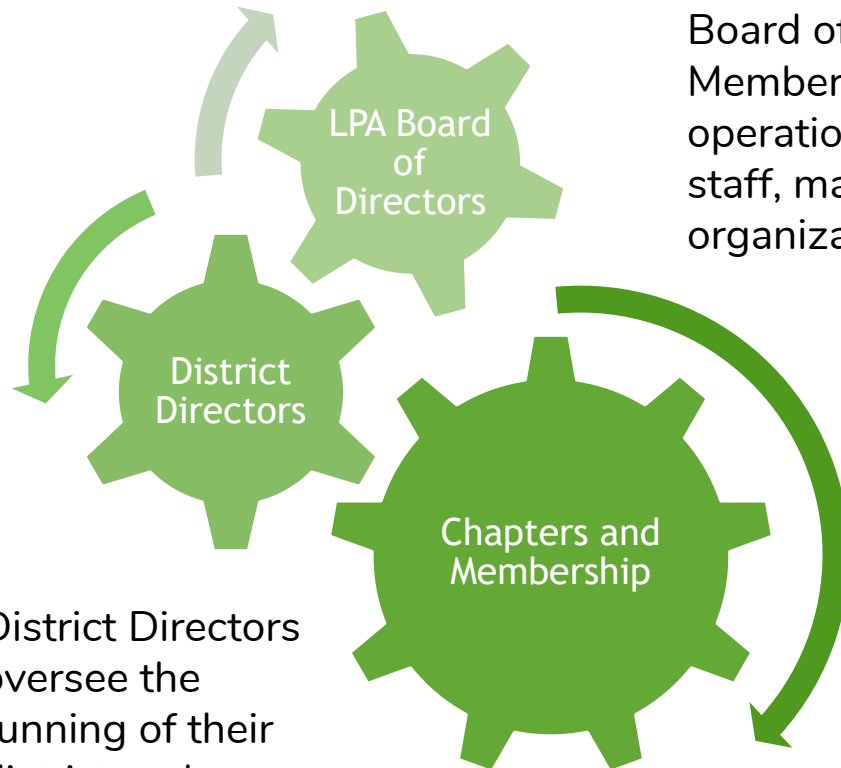 LPA Board
of
Directors
Board of
Member
operatio
staff, ma
organiza
District
Directors
Chapters and
Membership
District Directors
oversee the
running of their